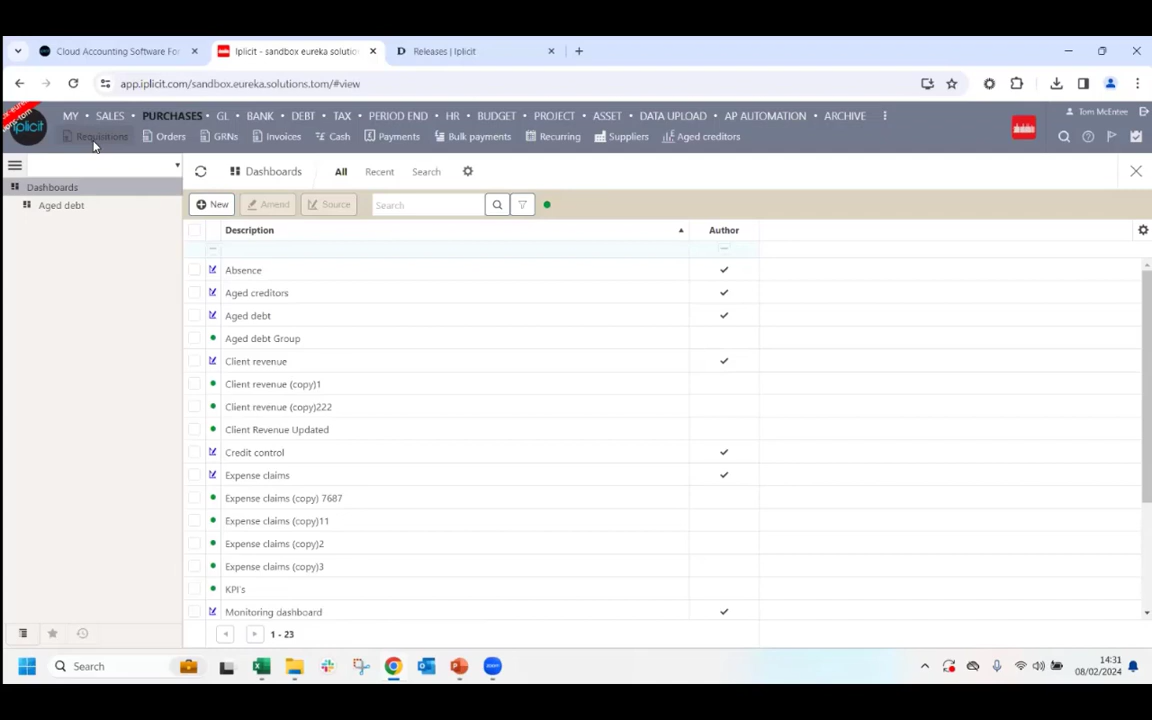 Cloud Accounting Software For
Iplicit - sandbox eureka solutio
Releases | Iplicit
app.iplicit.com/sandbox.eureka.solutions.tom/#view
MY • SALES • PURCHASES • GL • BANK • DEBT • TAX • PERIOD END • HR • BUDGET • PROJECT • ASSET • DATA UPLOAD • AP AUTOMATION • ARCHIVE
Tom McEntee
iplicit
Requisitions Orders GRNs Invoices Cash Payments Bulk payments Recurring Suppliers Aged creditors
Dashboards All Recent Search
Dashboards
Aged debt
New Amend Source Search
Description Author
Absence
Aged creditors
Aged debt
Aged debt Group
Client revenue
Client revenue (copy)1
Client revenue (copy)222
Client Revenue Updated
Credit control
Expense claims
Expense claims (copy) 7687
Expense claims (copy)11
Expense claims (copy)2
Expense claims (copy)3
KPI's
Monitoring dashboard
1 - 23
Search
14:31
08/02/2024